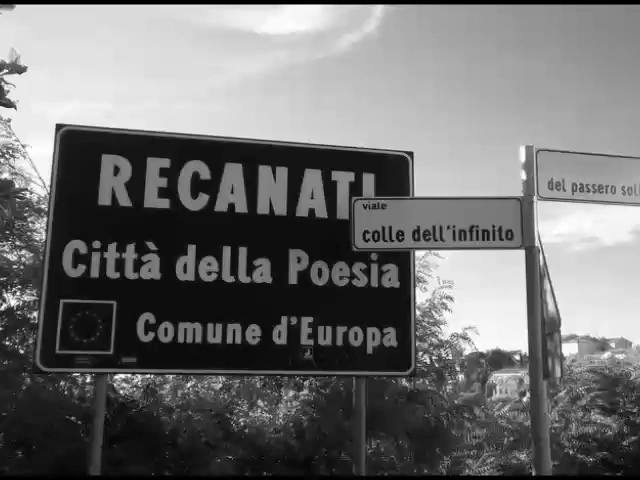 RECANATI
Città della Poesia
Comune d'Europa
viale
colle dell'infinito
del passero